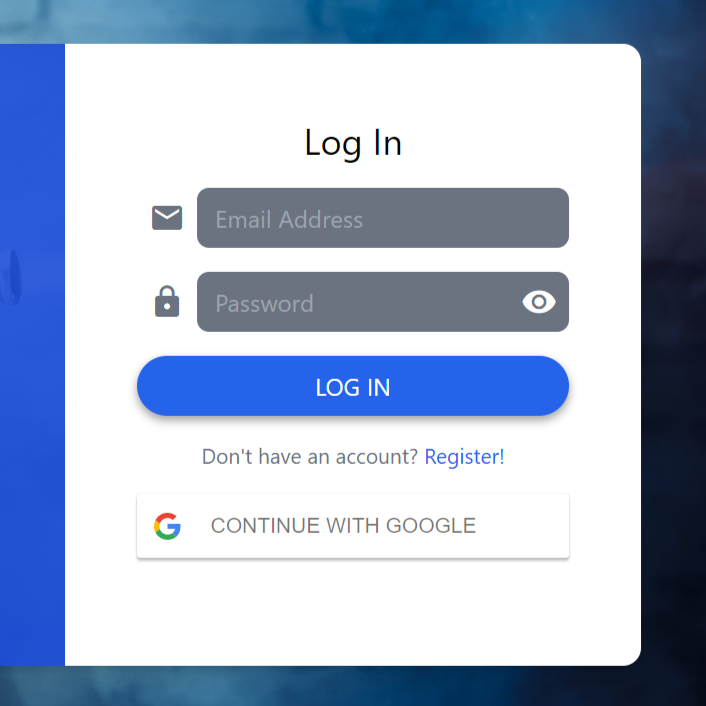 Log In
Email Address
Password
LOG IN
Don't have an account? Register!
CONTINUE WITH GOOGLE